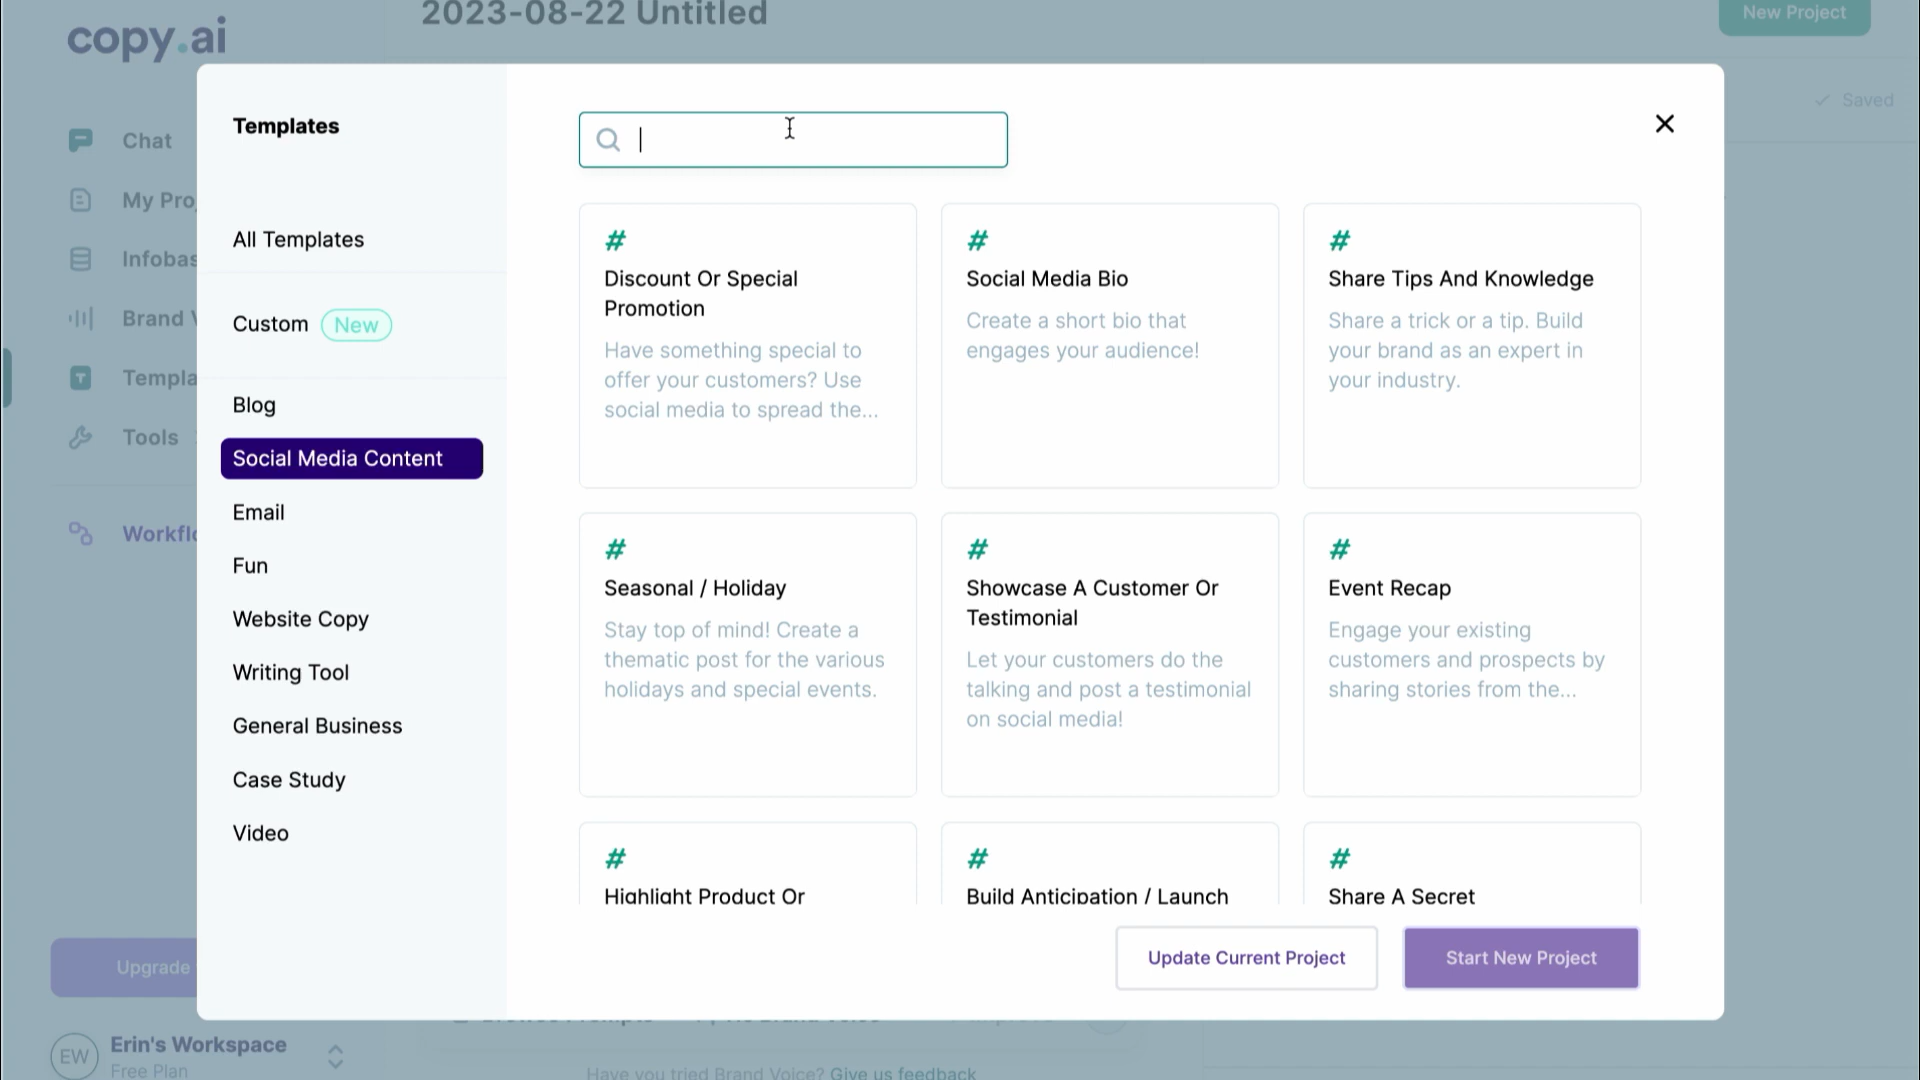 2023-08-22 Untitled
New Project
copy.ai
Saved
Chat
My Pro
Infobas
Brand
Templa
Tools
Workflo
Upgrade
EW
Erin's Workspace
Free Plan
Templates
All Templates
Custom New
Blog
Social Media Content
Email
Fun
Website Copy
Writing Tool
General Business
Case Study
Video
#
Discount Or Special
Promotion
Have something special to
offer your customers? Use
social media to spread the...
#
Social Media Bio
Create a short bio that
engages your audience!
#
Share Tips And Knowledge
Share a trick or a tip. Build
your brand as an expert in
your industry.
#
Seasonal / Holiday
Stay top of mind! Create a
thematic post for the various
holidays and special events.
#
Showcase A Customer Or
Testimonial
Let your customers do the
talking and post a testimonial
on social media!
#
Event Recap
Engage your existing
customers and prospects by
sharing stories from the...
#
Highlight Product Or
#
Build Anticipation / Launch
#
Share A Secret
Update Current Project
Start New Project
Have you tried Brand Voice? Give us feedback